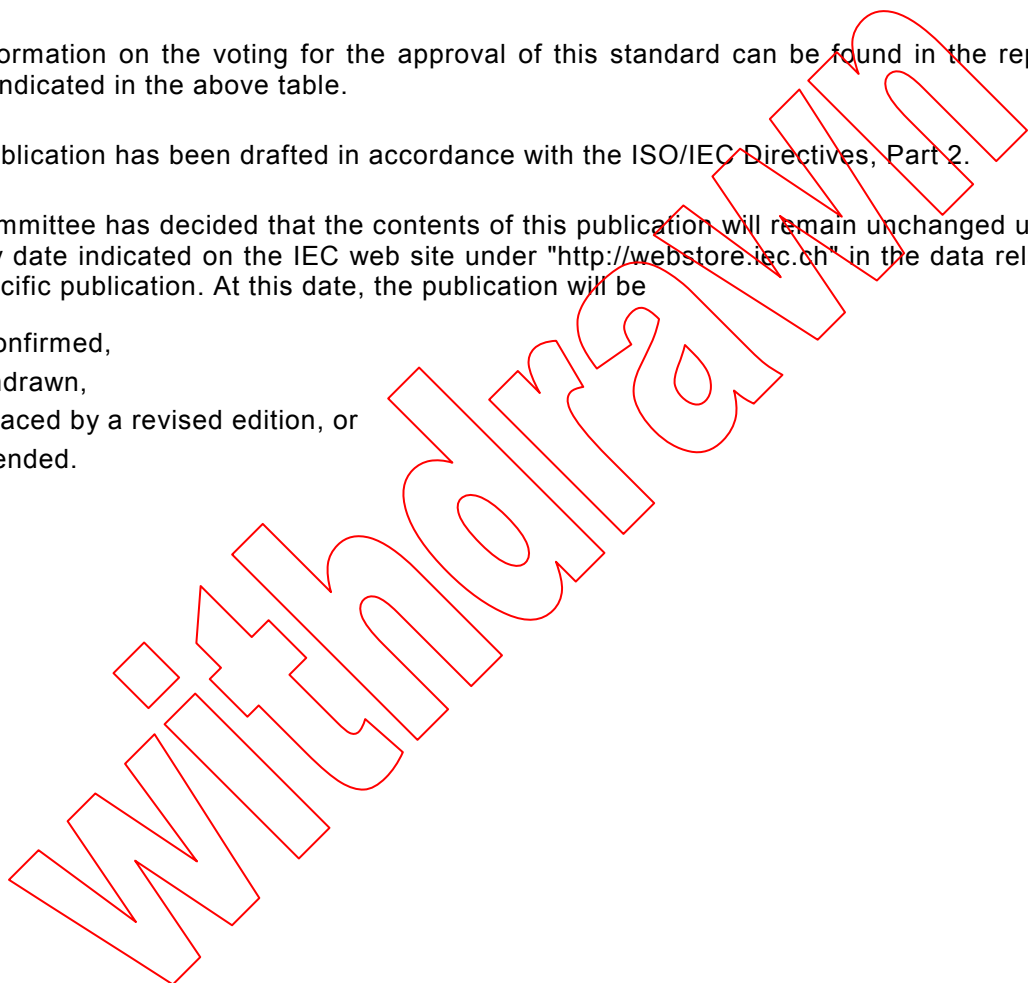 ormation on the voting for the approval of this standard can be found in the rep
ndicated in the above table.
blication has been drafted in accordance with the ISO/IEC Directives, Part 2.
mmittee has decided that the contents of this publication will remain unchanged u
y date indicated on the IEC web site under "http://webstore.iec.ch" in the data rel
cific publication. At this date, the publication will be
onfirmed,
ndrawn,
aced by a revised edition, or
ended.
withdrawn